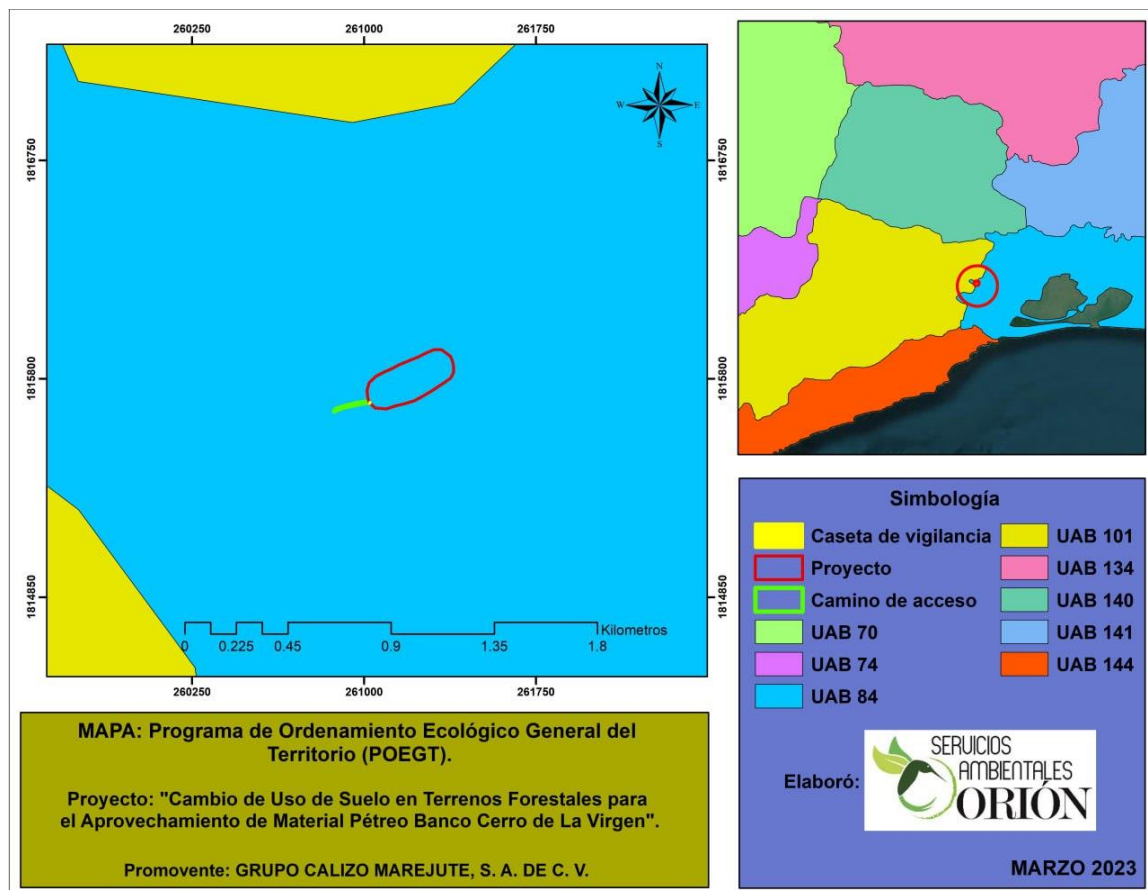 260250 261000 261750
N
W E
S
1816750 1816750
1815800 1815800
1814850 1814850
Kilometros
0 0.225 0.45 0.9 1.35 1.8
260250 261000 261750
MAPA: Programa de Ordenamiento Ecológico General del
Territorio (POEGT).
Proyecto: "Cambio de Uso de Suelo en Terrenos Forestales para
el Aprovechamiento de Material Pétreo Banco Cerro de La Virgen".
Promovente: GRUPO CALIZO MAREJUTE, S. A. DE C. V.
Simbología
Caseta de vigilancia
Proyecto
Camino de acceso
UAB 70
UAB 74
UAB 84
UAB 101
UAB 134
UAB 140
UAB 141
UAB 144
Elaboró:
SERVICIOS
AMBIENTALES
ORIÓN
MARZO 2023